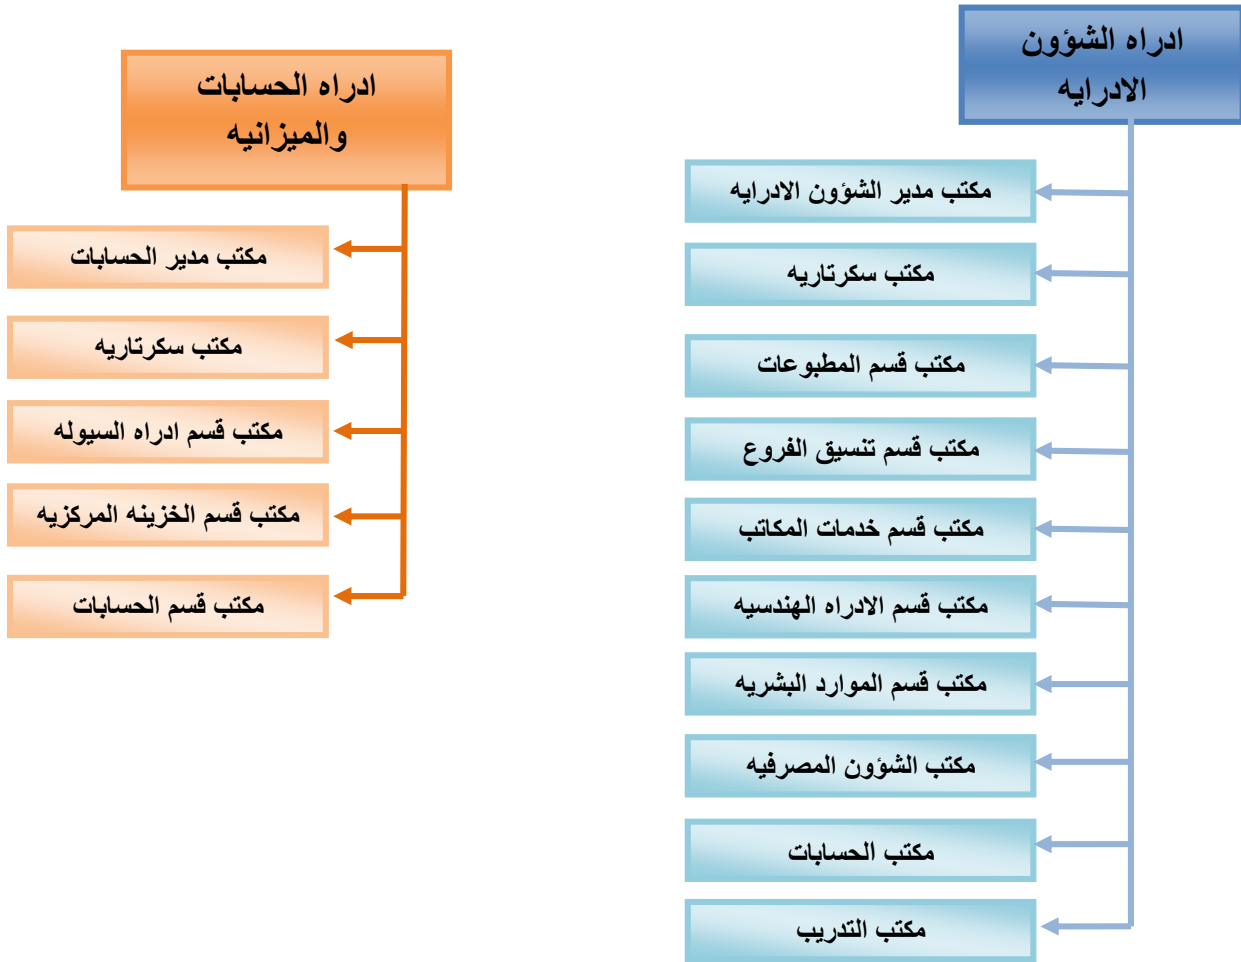 ادراه الشؤون
الادرايه
مكتب مدير الشؤون الادرايه
مكتب سكرتاريه
مكتب قسم المطبوعات
مكتب قسم تنسيق الفروع
مكتب قسم خدمات المكاتب
مكتب قسم الادراه الهندسيه
مكتب قسم الموارد البشريه
مكتب الشؤون المصرفيه
مكتب الحسابات
مكتب التدريب
ادراه الحسابات
والميزانيه
مكتب مدير الحسابات
مكتب سكرتاريه
مكتب قسم ادراه السيوله
مكتب قسم الخزينه المركزيه
مكتب قسم الحسابات